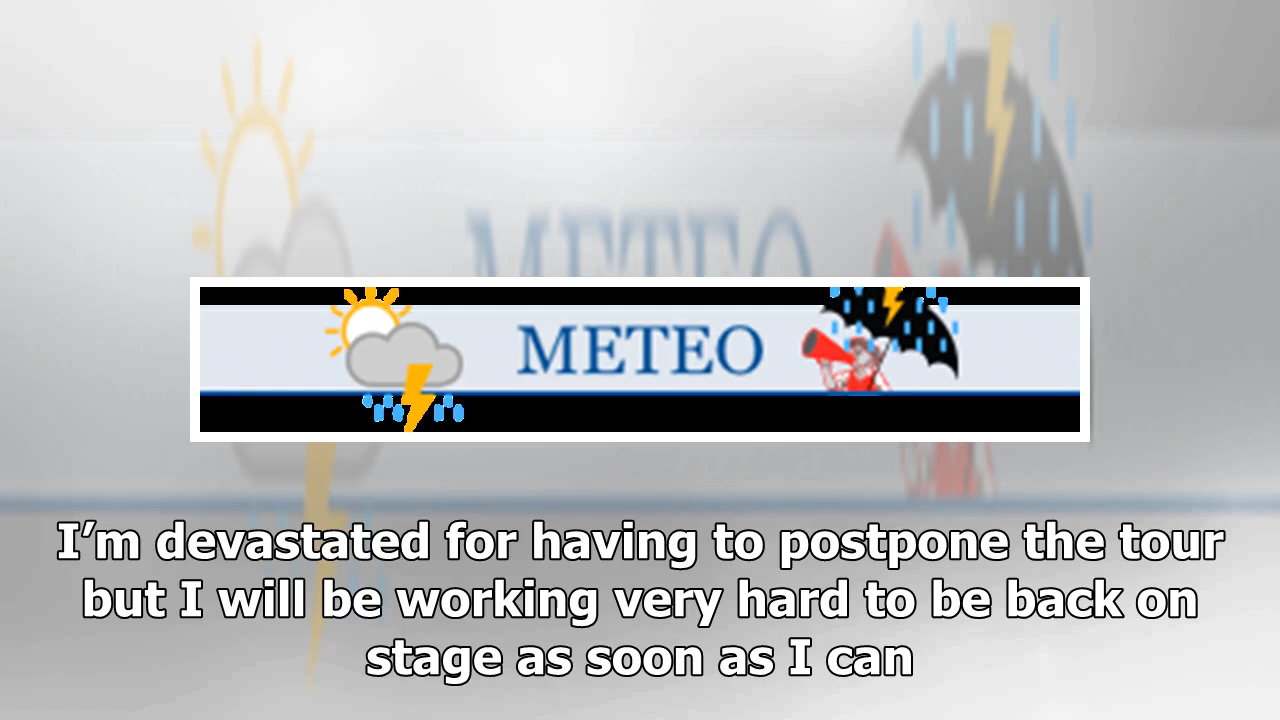 METEO
METEO
I’m devastated for having to postpone the tour
but I will be working very hard to be back on
stage as soon as I can